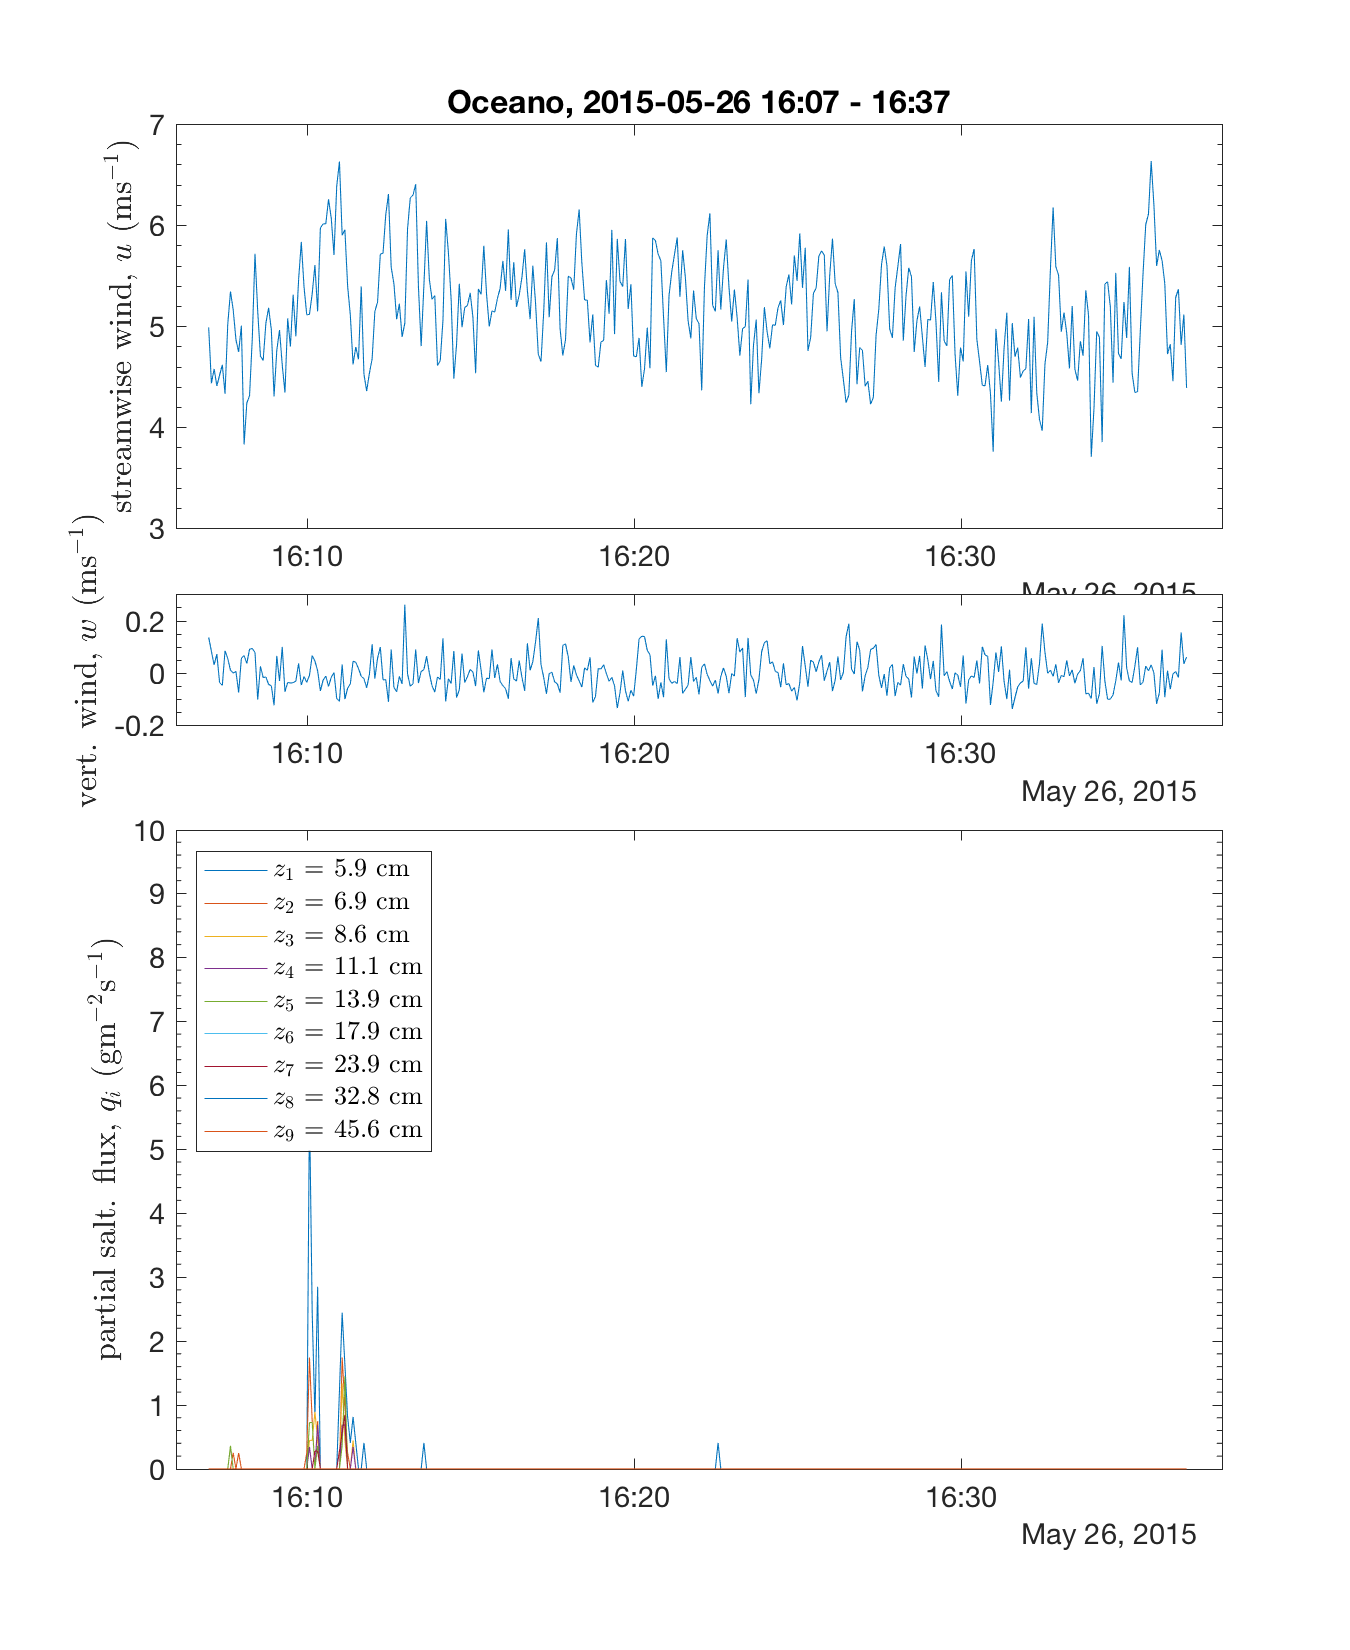 Oceano, 2015-05-26 16:07 - 16:37
streamwise wind, u (ms⁻¹)
7
6
5
4
3
16:10 16:20 16:30
May 26, 2015
vert. wind, w (ms⁻¹)
0.2
0
-0.2
16:10 16:20 16:30
May 26, 2015
partial salt. flux, qᵢ (gm⁻²s⁻¹)
10
9
8
7
6
5
4
3
2
1
0
z₁ = 5.9 cm
z₂ = 6.9 cm
z₃ = 8.6 cm
z₄ = 11.1 cm
z₅ = 13.9 cm
z₆ = 17.9 cm
z₇ = 23.9 cm
z₈ = 32.8 cm
z₉ = 45.6 cm
16:10 16:20 16:30
May 26, 2015